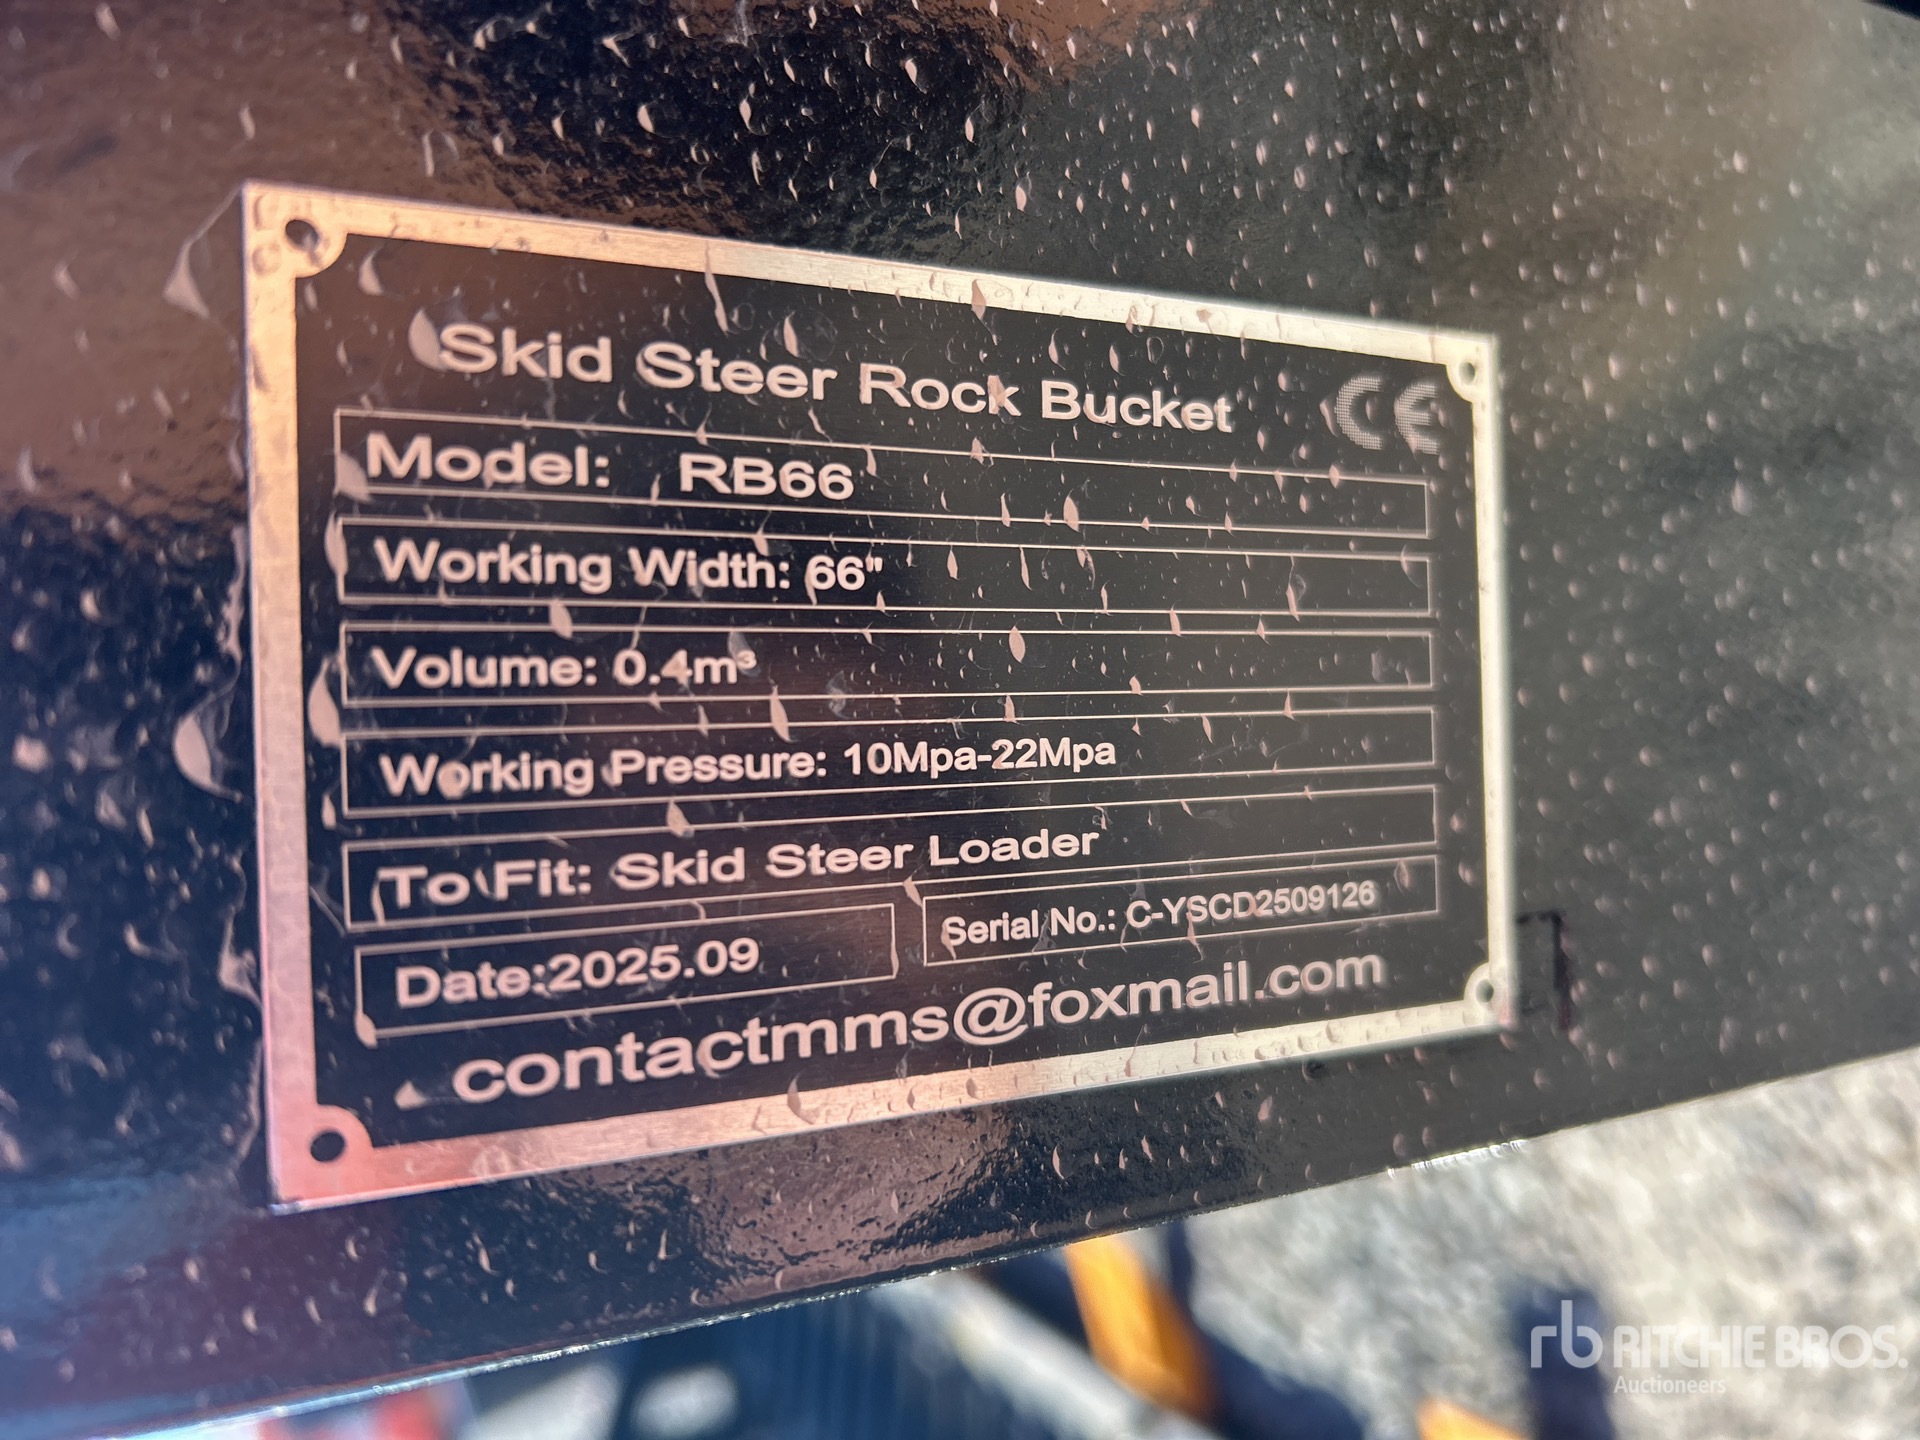 Skid Steer Rock Bucket
CE
Model: RB66
Working Width: 66"
Volume: 0.4m³
Working Pressure: 10Mpa-22Mpa
To Fit: Skid Steer Loader
Date:2025.09
Serial No.: C-YSCD2509126
contactmms@foxmail.com
rb RITCHIE BROS.
Auctioneers